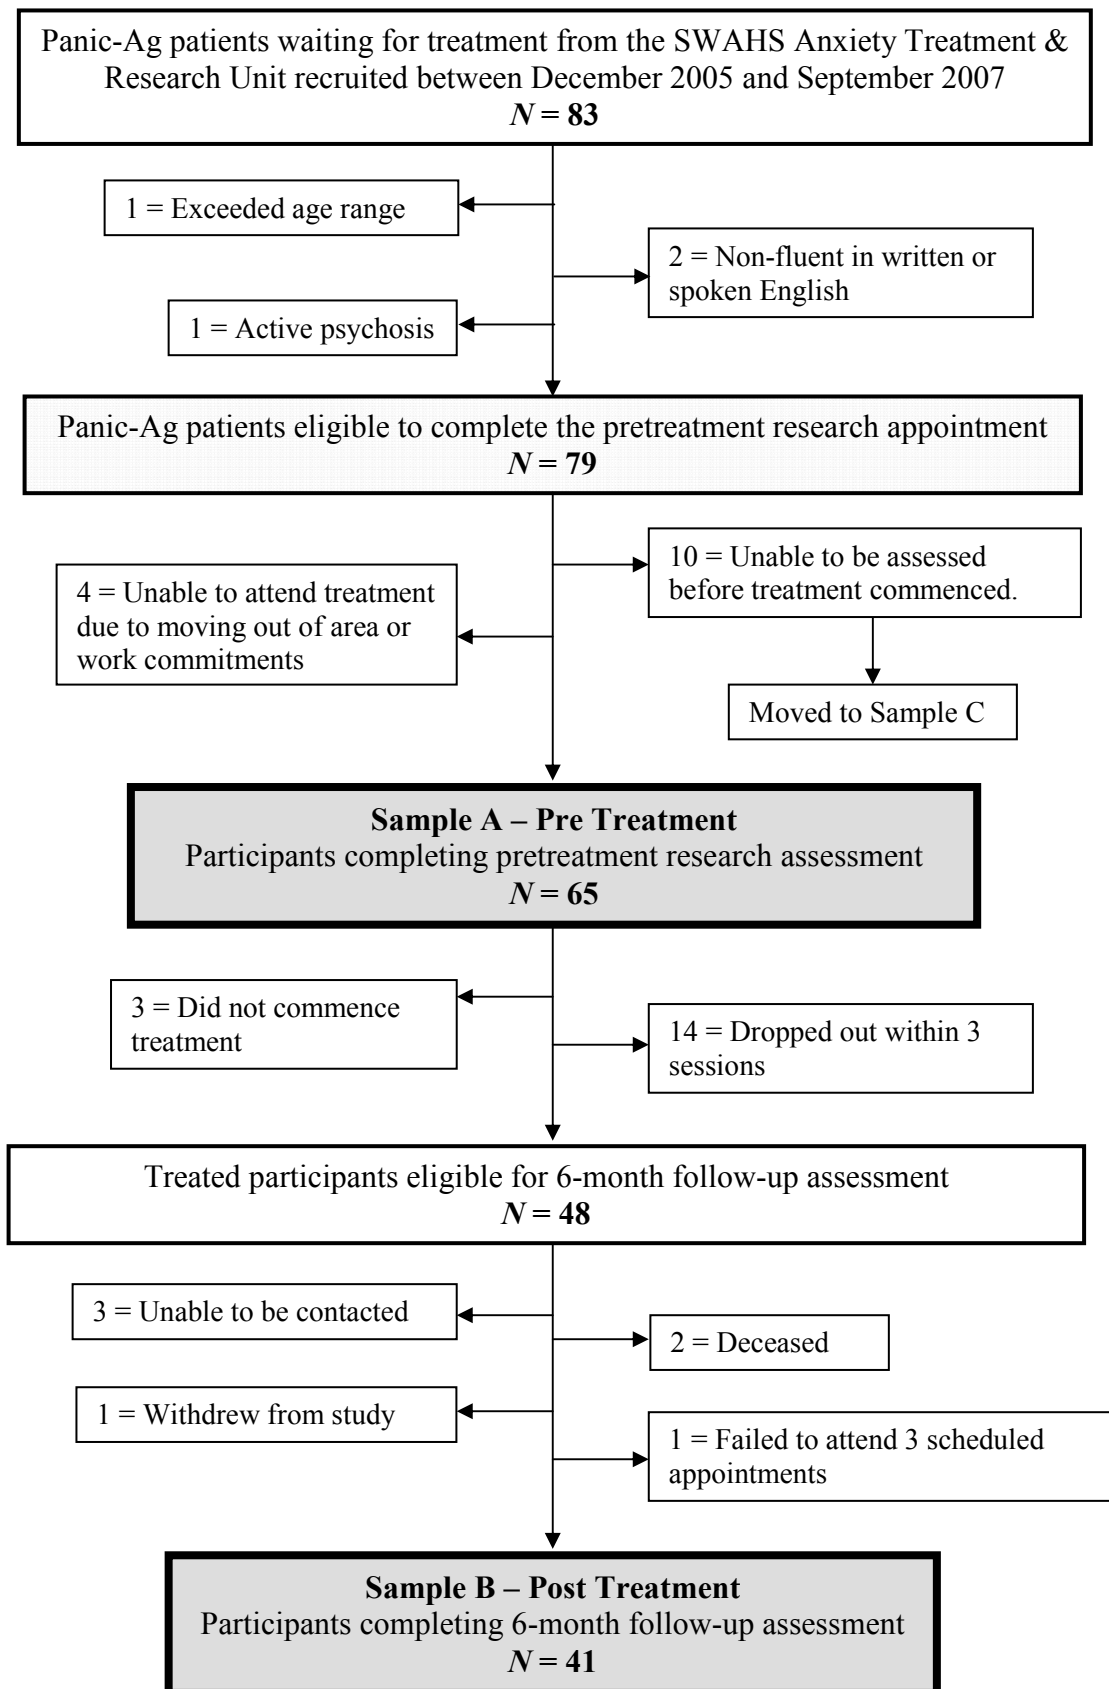 Panic-Ag patients waiting for treatment from the SWAHS Anxiety Treatment &
Research Unit recruited between December 2005 and September 2007
N = 83
1 = Exceeded age range
2 = Non-fluent in written or
spoken English
1 = Active psychosis
Panic-Ag patients eligible to complete the pretreatment research appointment
N = 79
10 = Unable to be assessed
before treatment commenced.
4 = Unable to attend treatment
due to moving out of area or
work commitments
Moved to Sample C
Sample A – Pre Treatment
Participants completing pretreatment research assessment
N = 65
3 = Did not commence
treatment
14 = Dropped out within 3
sessions
Treated participants eligible for 6-month follow-up assessment
N = 48
3 = Unable to be contacted
2 = Deceased
1 = Withdrew from study
1 = Failed to attend 3 scheduled
appointments
Sample B – Post Treatment
Participants completing 6-month follow-up assessment
N = 41